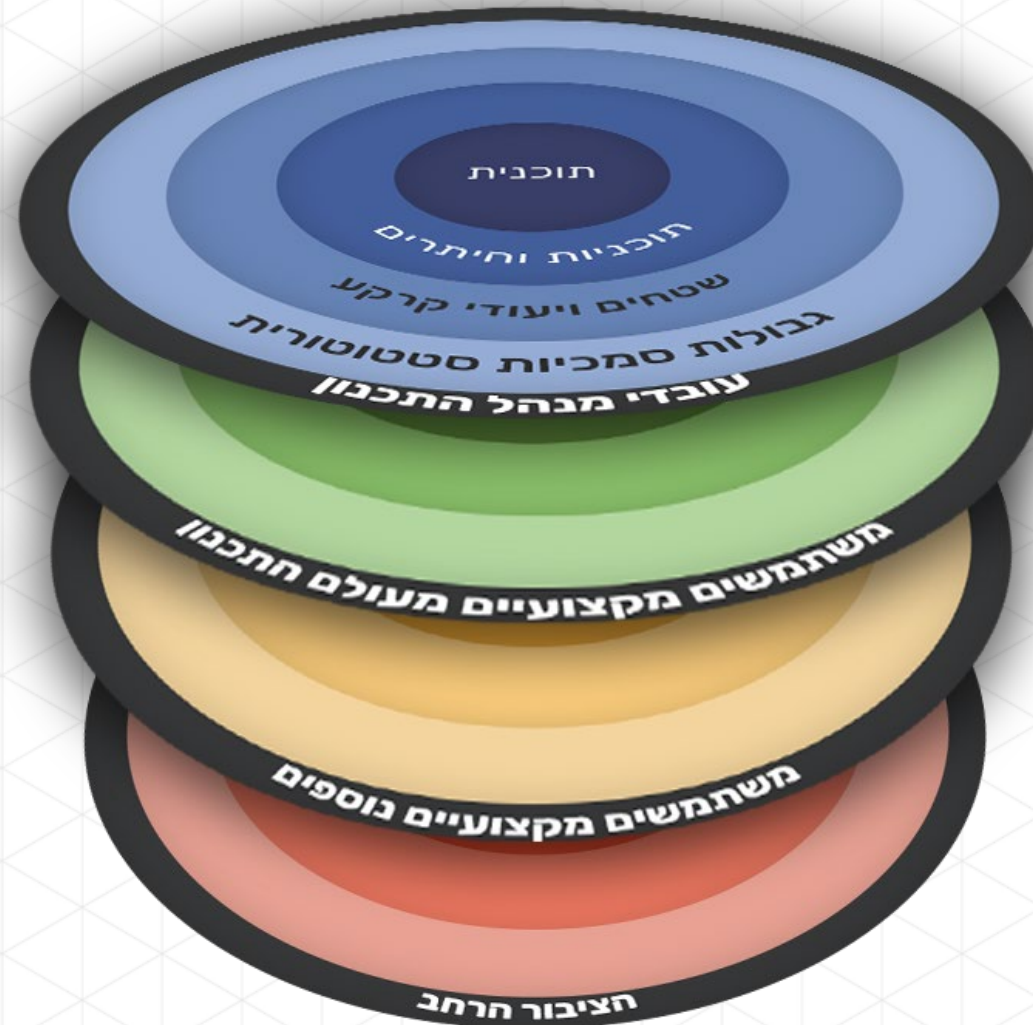 תוכנית
תוכניות וחיתרים
שטחים ויעודי קרקע
גבולות סמכויות סטטוטורית
עובדי מנהל התכנון
משתמשים מקצועיים מעולם התכנון
משתמשים מקצועיים נוספים
הציבור הרחב